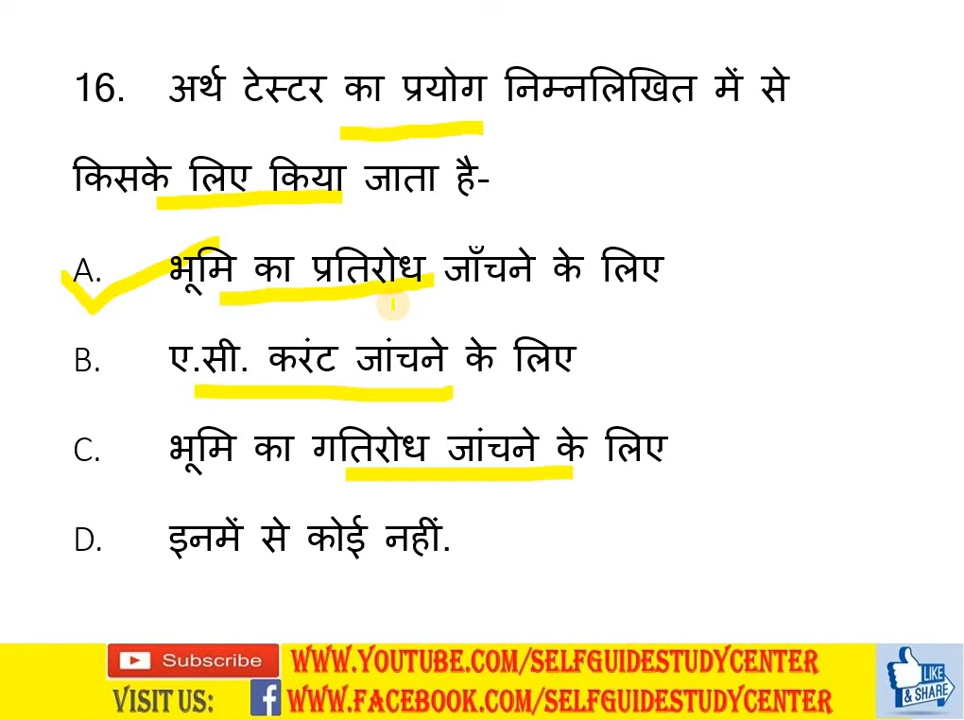 16. अर्थ टेस्टर का प्रयोग निम्नलिखित में से
किसके लिए किया जाता है-
A. भूमि का प्रतिरोध जाँचने के लिए
B. ए.सी. करंट जांचने के लिए
C. भूमि का गतिरोध जांचने के लिए
D. इनमें से कोई नहीं.
Subscribe WWW.YOUTUBE.COM/SELFGUIDESTUDYCENTER
VISIT US: f WWW.FACEBOOK.COM/SELFGUIDESTUDYCENTER
LIKE
& SHARE